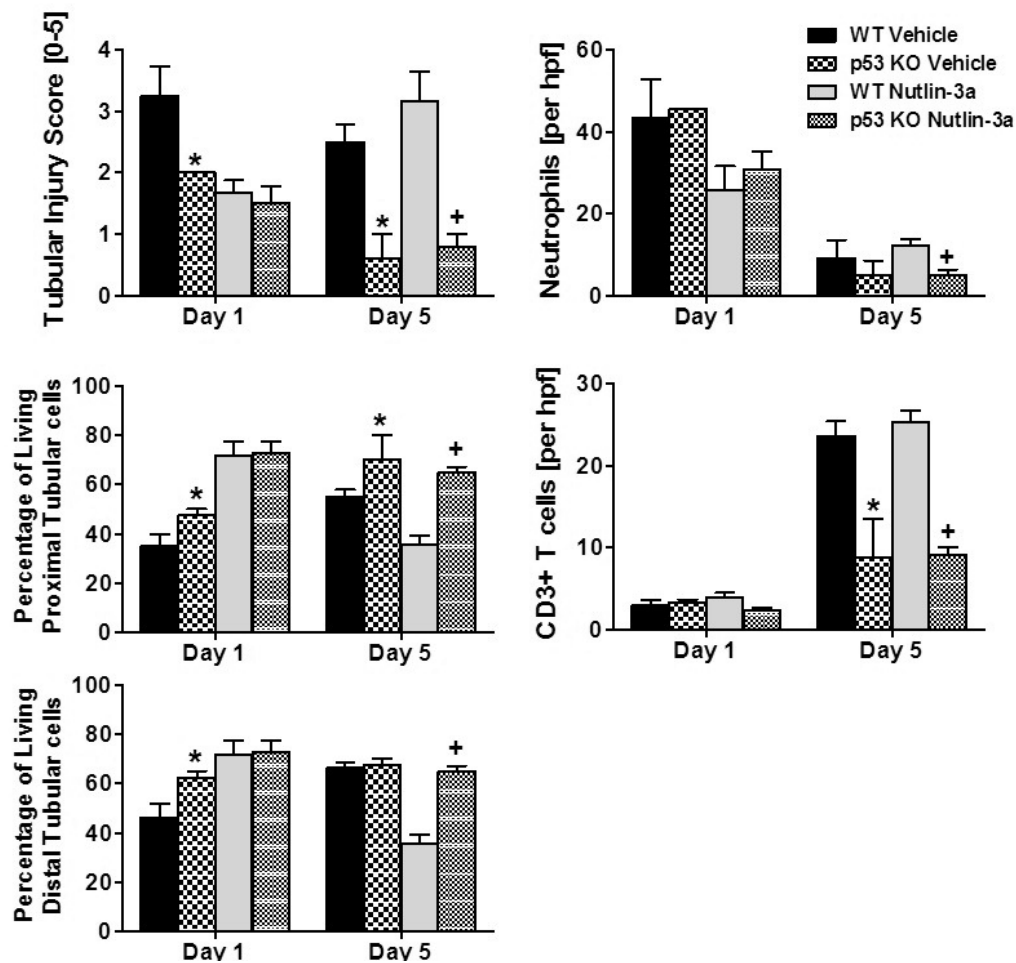 Tubular Injury Score [0-5]
4
3
2
1
0
*
*
+
Day 1
Day 5
Neutrophils [per hpf]
60
40
20
0
+
Day 1
Day 5
WT Vehicle
p53 KO Vehicle
WT Nutlin-3a
p53 KO Nutlin-3a
Percentage of Living
Proximal Tubular cells
100
80
60
40
20
0
*
*
+
Day 1
Day 5
CD3+ T cells [per hpf]
30
20
10
0
*
+
Day 1
Day 5
Percentage of Living
Distal Tubular cells
100
80
60
40
20
0
*
+
Day 1
Day 5